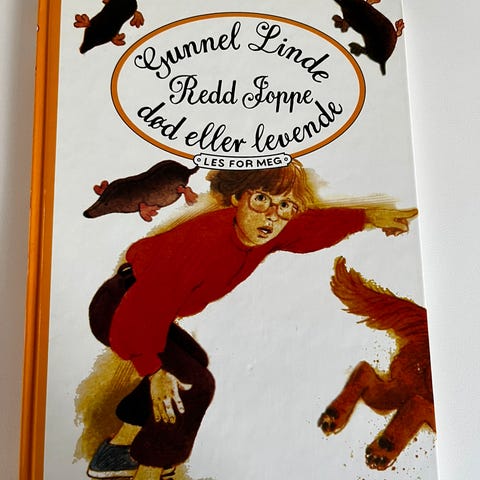 Gunnel Linde
Redd Joppe
død eller levende
LES FOR MEG